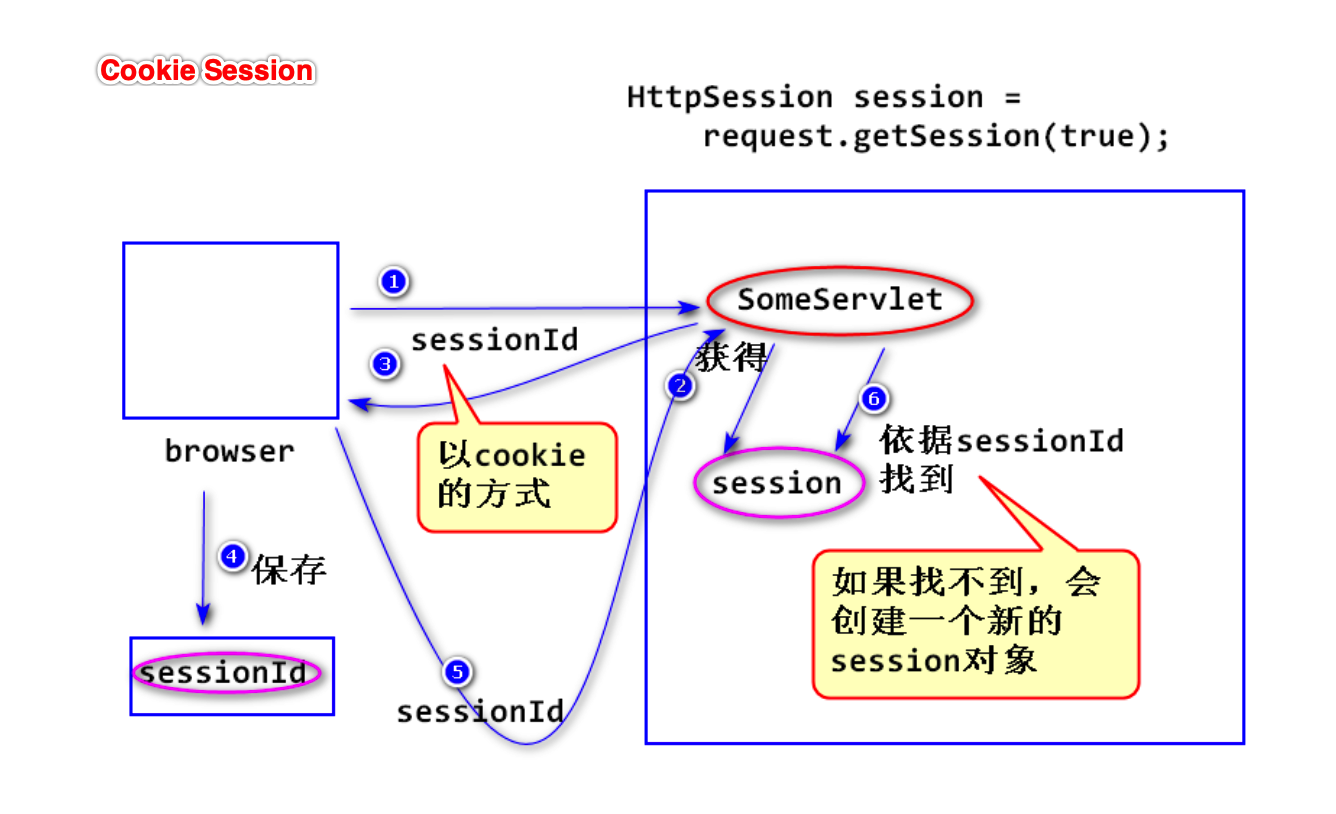 Cookie Session
HttpSession session =
request.getSession(true);
1
SomeServlet
sessionId
获得
3
2
6
依据sessionId
找到
browser
以cookie
的方式
session
4
保存
如果找不到，会
创建一个新的
session对象
sessionId
5
sessionId